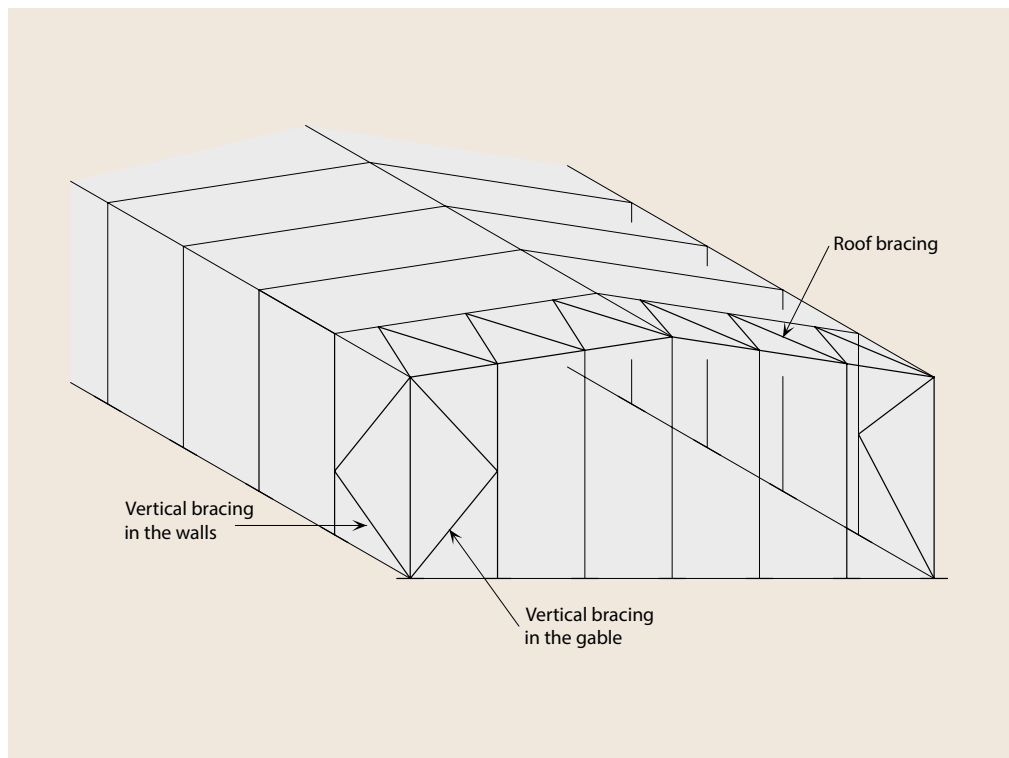 Roof bracing
Vertical bracing
in the walls
Vertical bracing
in the gable